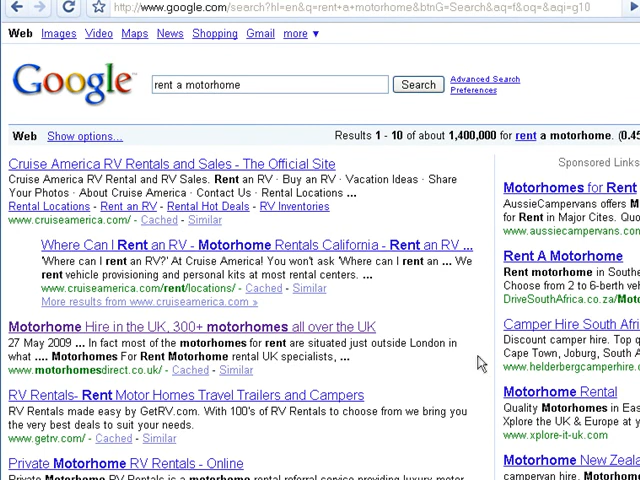 http://www.google.com/search?hl=en&q=rent+a+motorhome&btnG=Search&aq=f&oq=&aqi=g10
Web Images Videos Maps News Shopping Gmail more ▼
Google rent a motorhome Search Advanced Search
Preferences
Web Show options... Results 1 - 10 of about 1,400,000 for rent a motorhome. (0.45
Cruise America RV Rentals and Sales - The Official Site
Cruise America RV Rental and RV Sales. Rent an RV · Buy an RV · Vacation Ideas · Share
Your Photos · About Cruise America · Contact Us · Rental Locations ...
Rental Locations - Rent an RV - Rental Hot Deals - RV Inventories
www.cruiseamerica.com/ - Cached - Similar
Where Can I Rent an RV - Motorhome Rentals California - Rent an RV ...
'Where can I rent an RV?' At Cruise America! You won't ask 'Where can I rent an ... We
rent vehicle provisioning and personal kits at most rental centers. ...
www.cruiseamerica.com/rent/locations/ - Cached - Similar
More results from www.cruiseamerica.com »
Motorhome Hire in the UK, 300+ motorhomes all over the UK
27 May 2009 ... In fact most of the motorhomes for rent are situated just outside London in
what .... Motorhomes For Rent Motorhome rental UK specialists, ...
www.motorhomesdirect.co.uk/ - Cached - Similar
RV Rentals- Rent Motor Homes Travel Trailers and Campers
RV Rentals made easy by GetRV.com. With 100's of RV Rentals to choose from we bring you
the very best deals to suit your needs.
www.getrv.com/ - Cached - Similar
Private Motorhome RV Rentals - Online
Private Motorhome RV Rentals is a motorhome rental referral service providing luxury motor
Sponsored Links
Motorhomes for Rent
AussieCampervans offers M
for Rent in Major Cities. Quo
www.aussiecampervans.con
Rent A Motorhome
Rent motorhome in Southe
Choose from 2 to 6-berth veh
DriveSouthAfrica.co.za/Moto
Camper Hire South Afri
Discount camper hire. Top q
Cape Town, Joburg, South A
www.helderbergcamperhire.c
Motorhome Rental
Quality Motorhomes in Eas
Xplore the UK & Europe at y
www.xplore-it-uk.com
Motorhome New Zeala
campervan hire. Motorhome